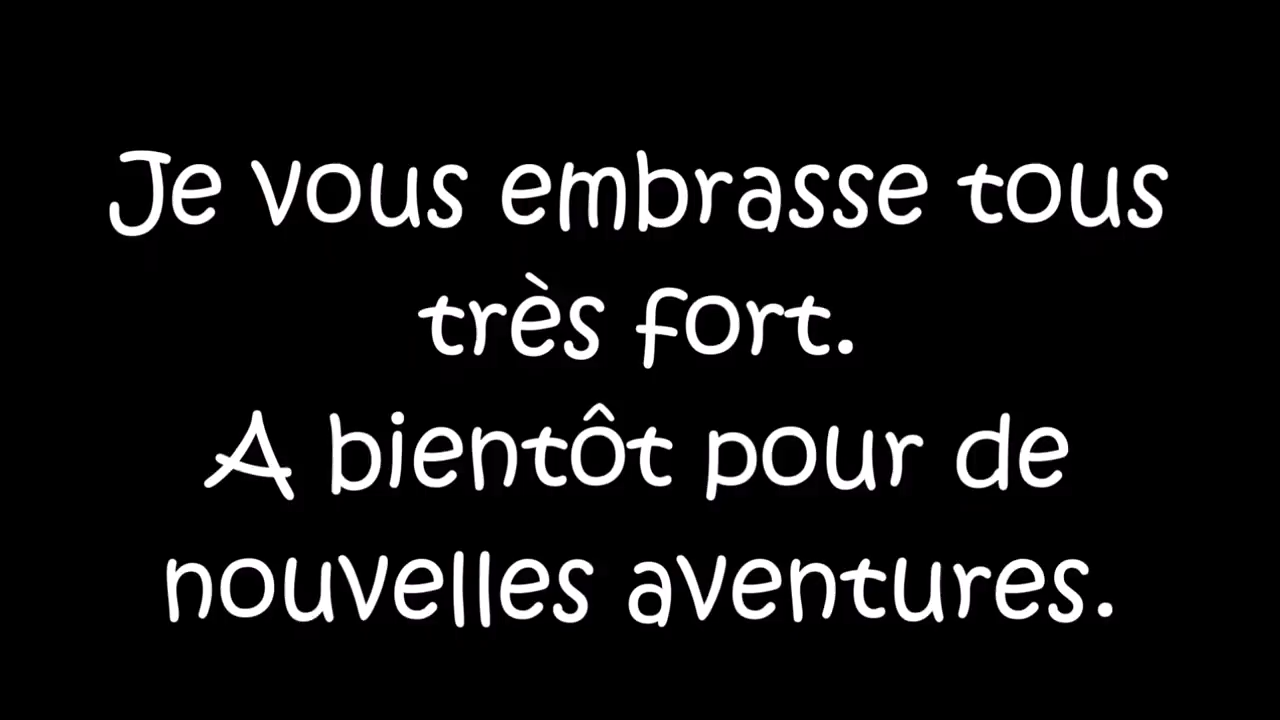 Je vous embrasse tous
très fort.
A bientôt pour de
nouvelles aventures.